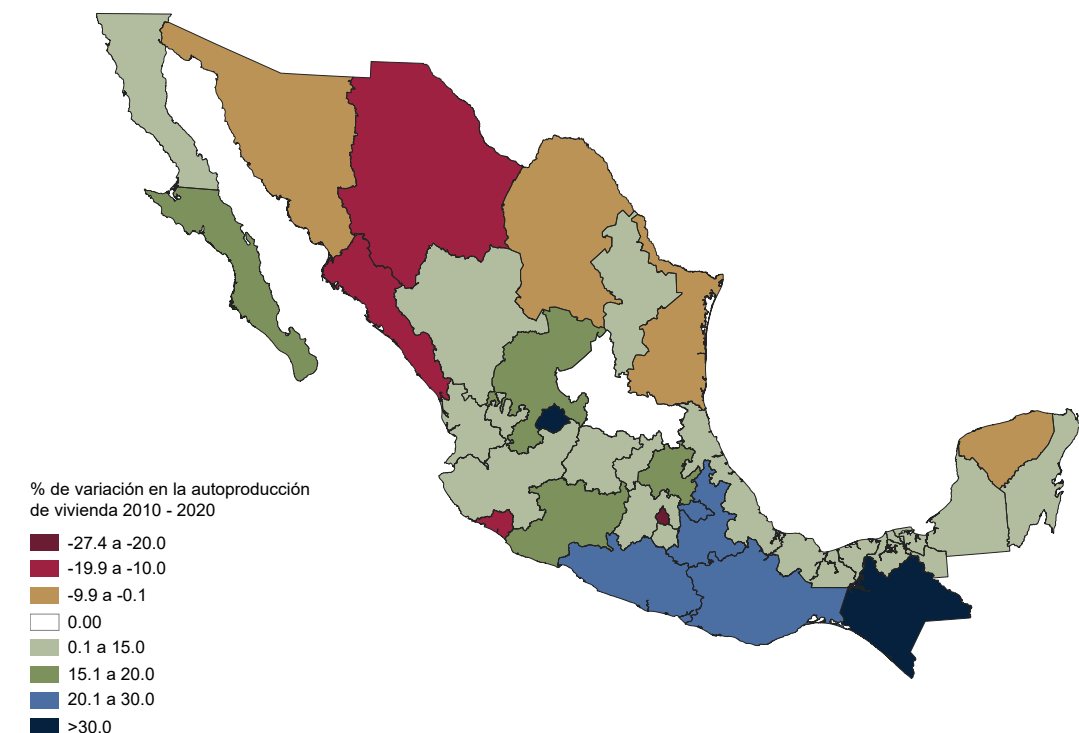 % de variación en la autoproducción
de vivienda 2010 - 2020
-27.4 a -20.0
-19.9 a -10.0
-9.9 a -0.1
0.00
0.1 a 15.0
15.1 a 20.0
20.1 a 30.0
>30.0